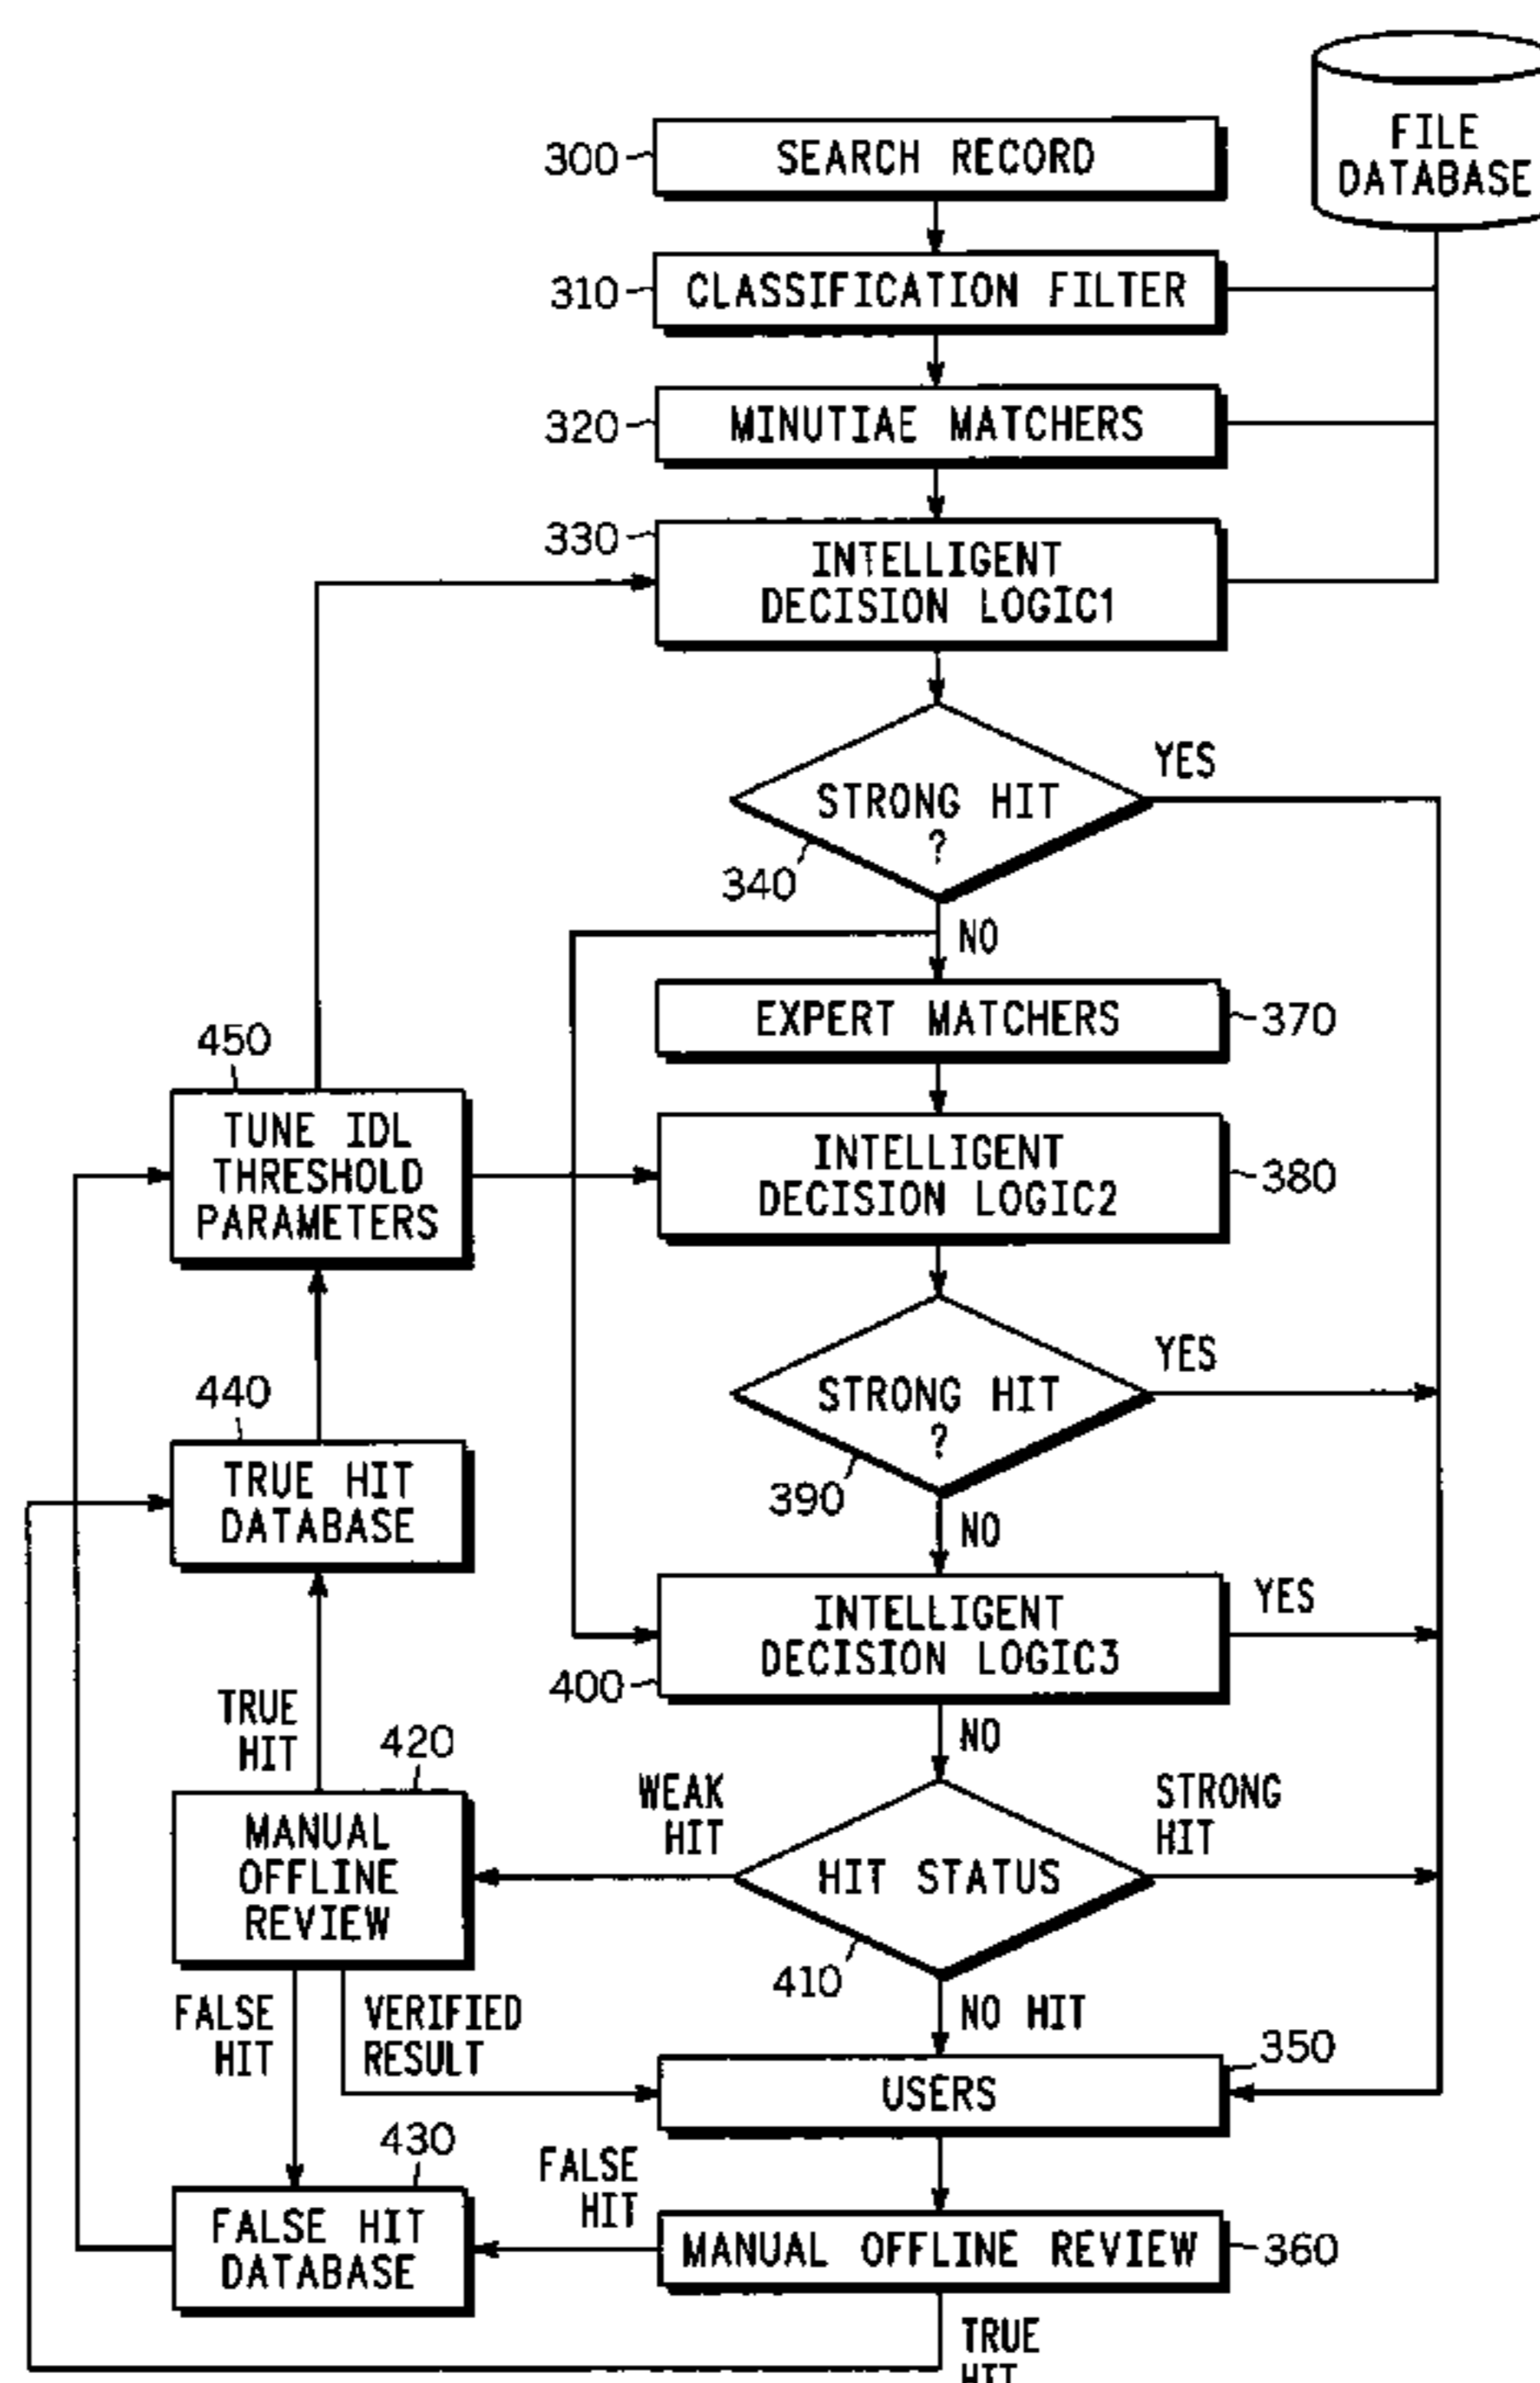 FILE
DATABASE
300
SEARCH RECORD
310
CLASSIFICATION FILTER
320
MINUTIAE MATCHERS
330
INTELLIGENT
DECISION LOGIC1
YES
STRONG HIT
?
340
NO
EXPERT MATCHERS
370
450
TUNE IDL
THRESHOLD
PARAMETERS
INTELLIGENT
DECISION LOGIC2
380
YES
STRONG HIT
?
390
440
TRUE HIT
DATABASE
NO
INTELLIGENT
DECISION LOGIC3
YES
400
NO
TRUE
HIT
420
MANUAL
OFFLINE
REVIEW
WEAK
HIT
STRONG
HIT
HIT STATUS
410
NO HIT
FALSE
HIT
VERIFIED
RESULT
350
USERS
430
FALSE HIT
DATABASE
FALSE
HIT
MANUAL OFFLINE REVIEW
360
TRUE
HIT